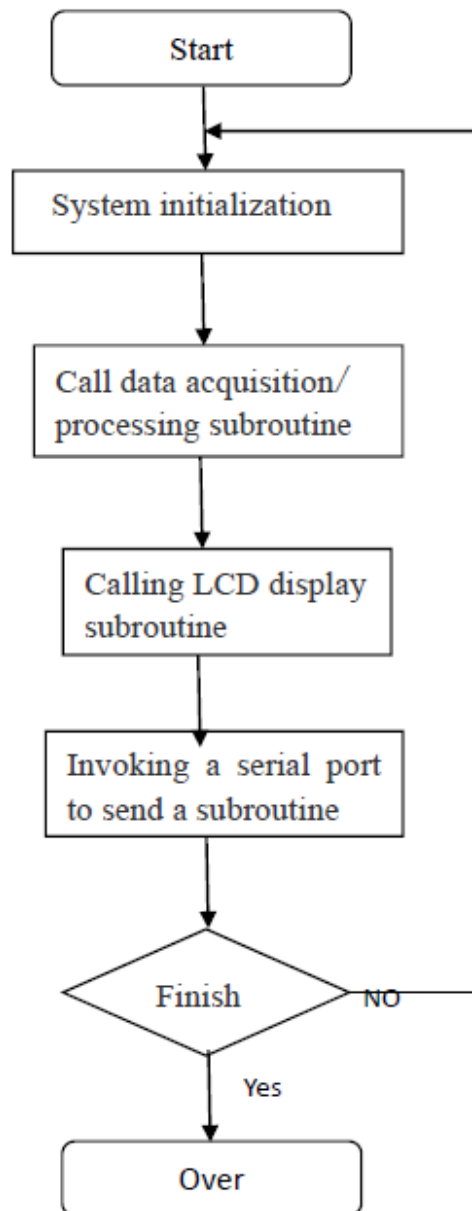 Start
System initialization
Call data acquisition/
processing subroutine
Calling LCD display
subroutine
Invoking a serial port
to send a subroutine
Finish
NO
Yes
Over